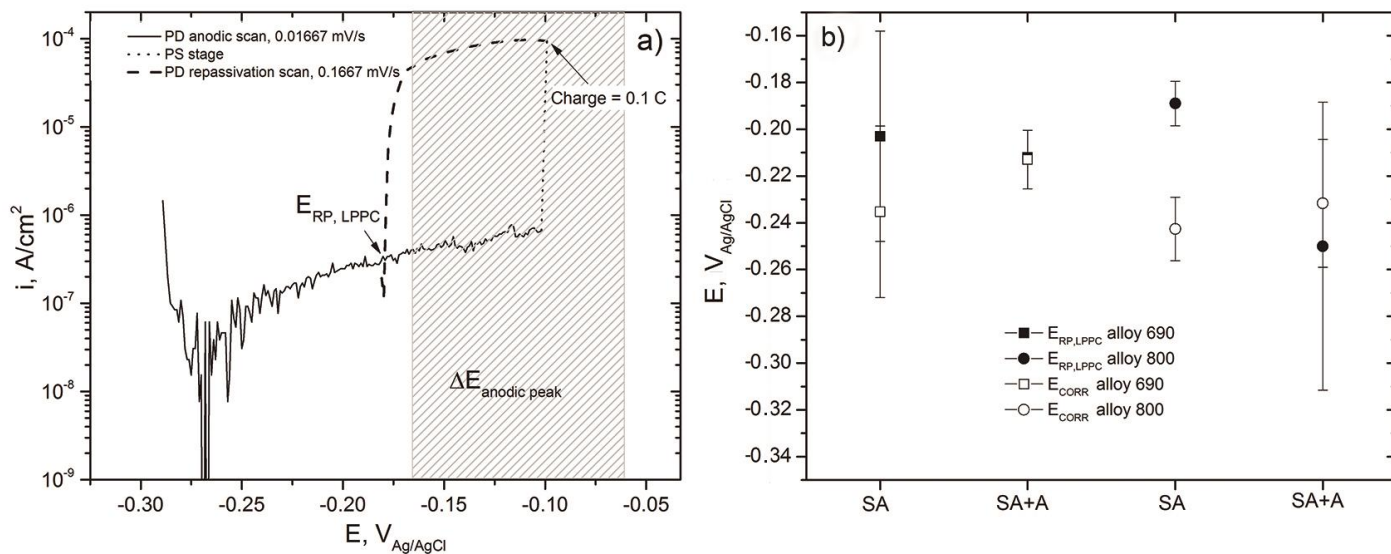 PD anodic scan, 0.01667 mV/s
PS stage
PD repassivation scan, 0.1667 mV/s
a)
Charge = 0.1 C
E_RP, LPPC
ΔE_anodic peak
10^-4
10^-5
10^-6
10^-7
10^-8
10^-9
i, A/cm^2
-0.30 -0.25 -0.20 -0.15 -0.10 -0.05
E, V_Ag/AgCl
b)
-0.16
-0.20
-0.22
-0.24
-0.26
-0.28
-0.30
-0.32
-0.34
E, V_Ag/AgCl
E_RP,LPPC alloy 690
E_RP,LPPC alloy 800
E_CORR alloy 690
E_CORR alloy 800
SA SA+A SA SA+A